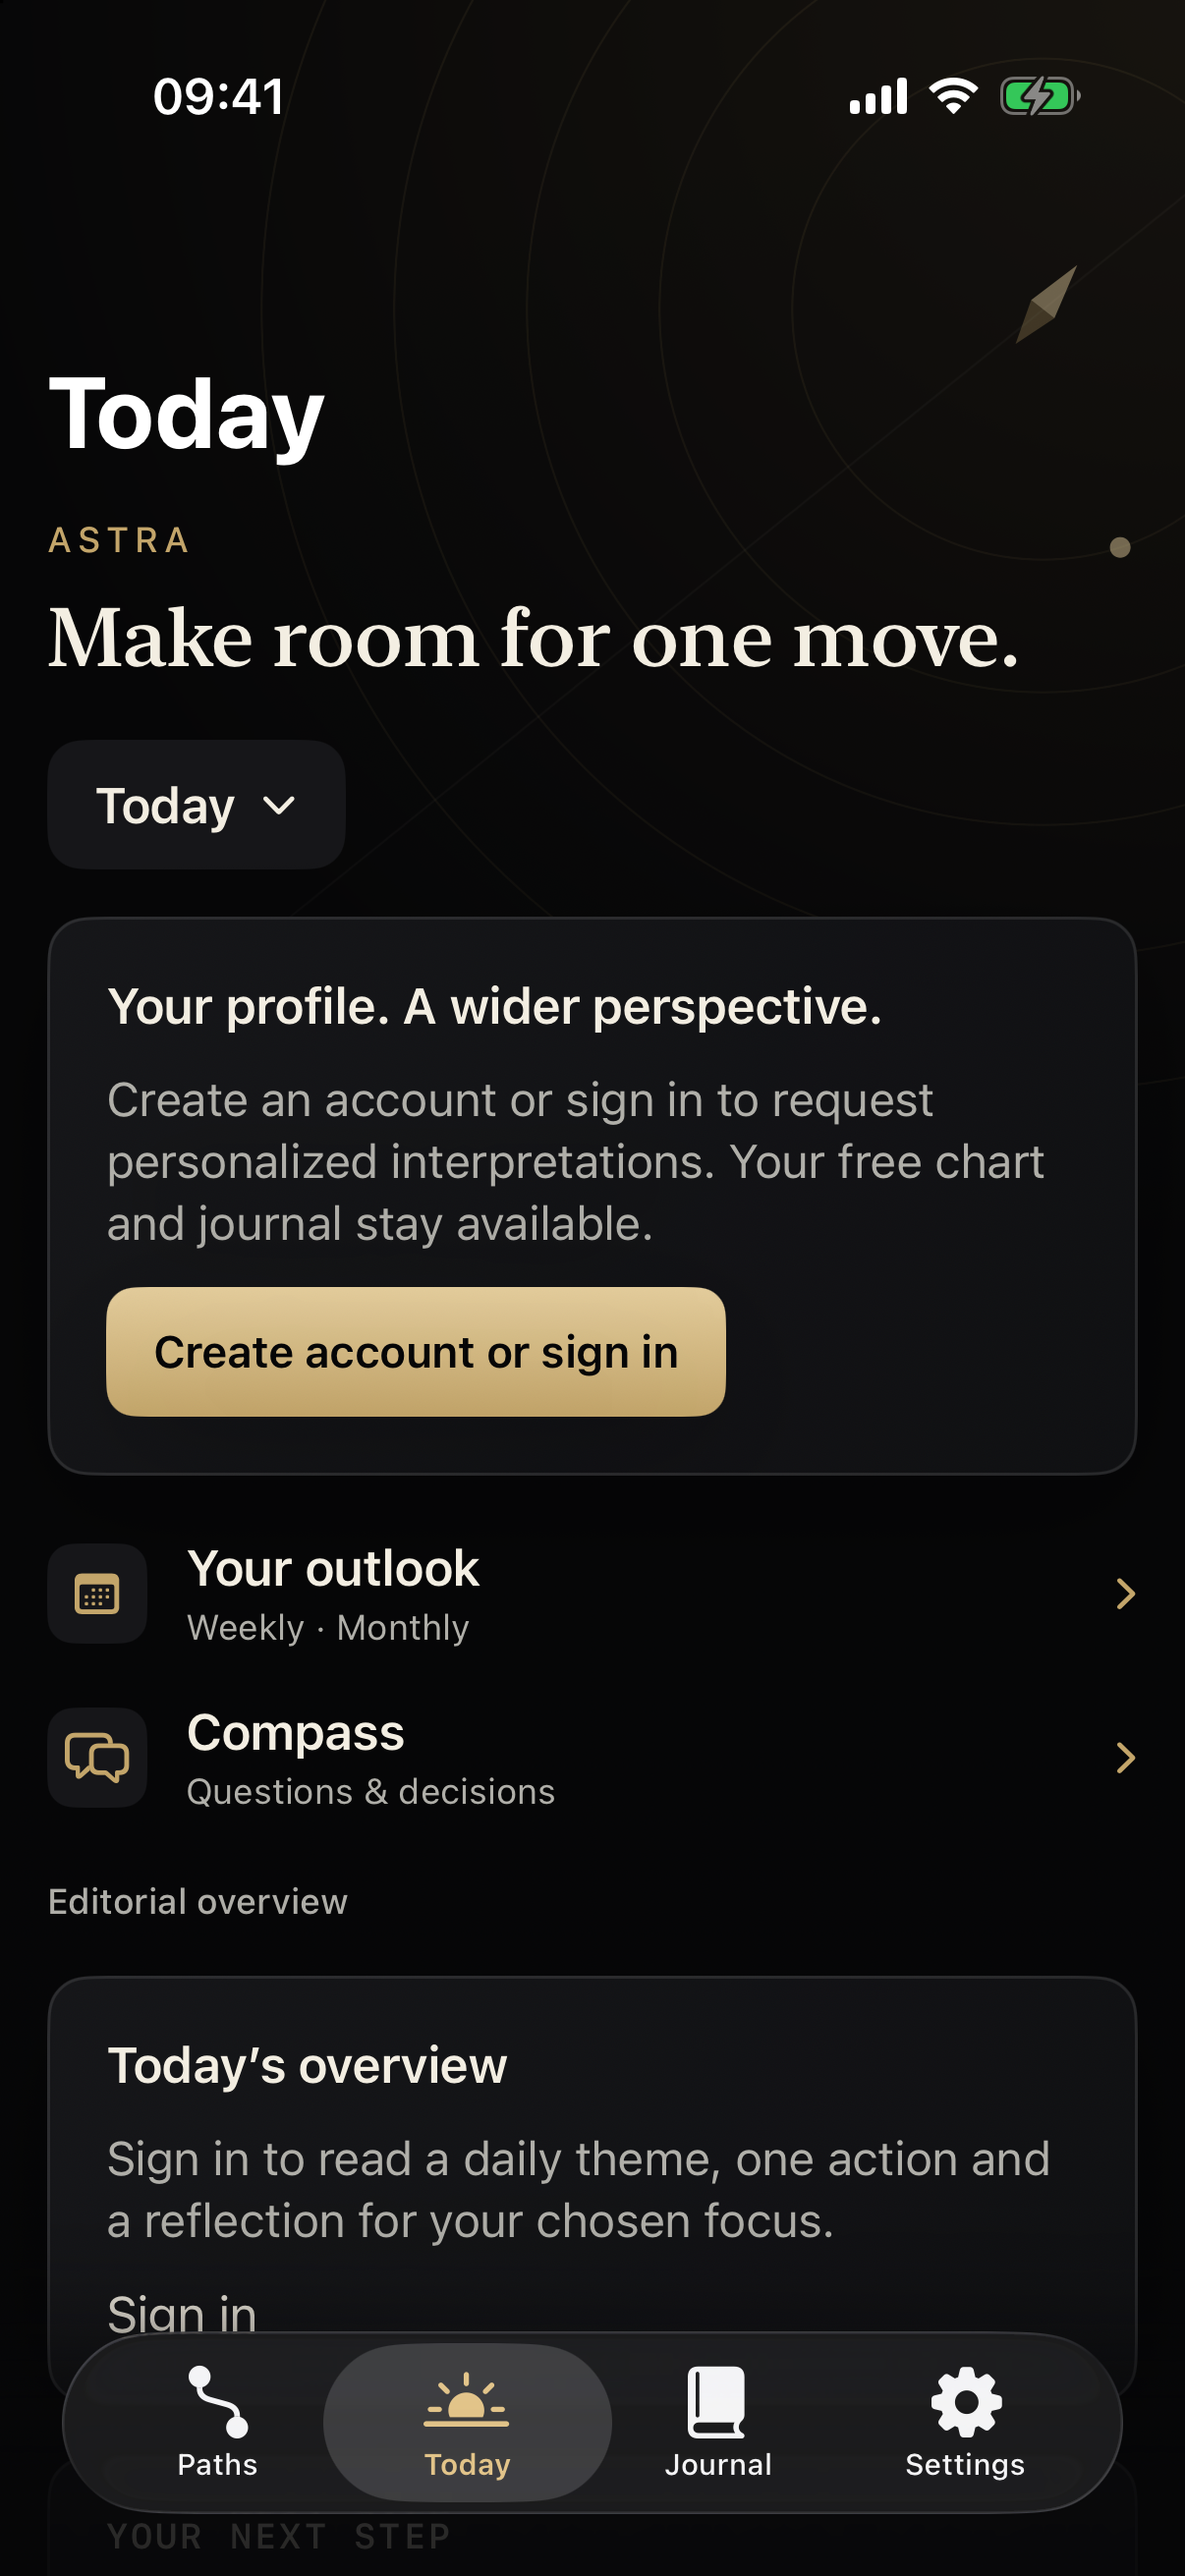 09:41
Today
ASTRA
Make room for one move.
Today
Your profile. A wider perspective.
Create an account or sign in to request
personalized interpretations. Your free chart
and journal stay available.
Create account or sign in
Your outlook
Weekly · Monthly
Compass
Questions & decisions
Editorial overview
Today’s overview
Sign in to read a daily theme, one action and
a reflection for your chosen focus.
Sign in
Paths
Today
Journal
Settings
YOUR NEXT STEP